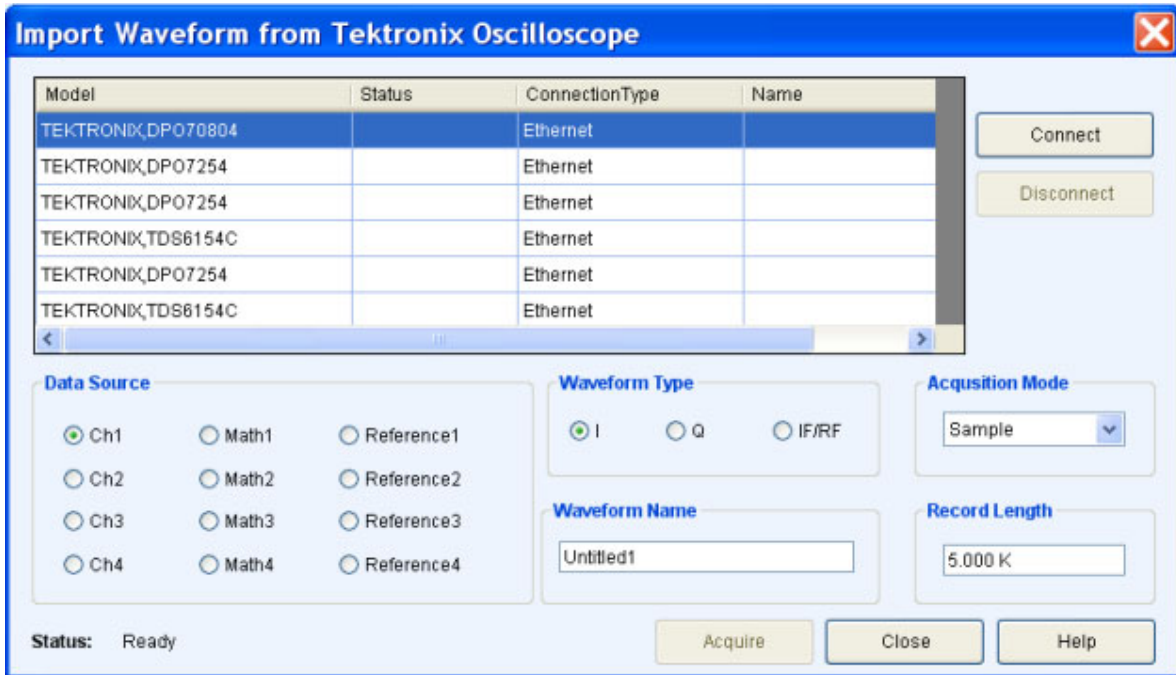 Import Waveform from Tektronix Oscilloscope
Model Status ConnectionType Name
TEKTRONIX,DPO70804 Ethernet
TEKTRONIX,DPO7254 Ethernet
TEKTRONIX,DPO7254 Ethernet
TEKTRONIX,TDS6154C Ethernet
TEKTRONIX,DPO7254 Ethernet
TEKTRONIX,TDS6154C Ethernet
Connect
Disconnect
Data Source
Ch1 Math1 Reference1
Ch2 Math2 Reference2
Ch3 Math3 Reference3
Ch4 Math4 Reference4
Waveform Type
I Q IF/RF
Acqusition Mode
Sample
Waveform Name
Untitled1
Record Length
5.000 K
Status: Ready
Acquire Close Help